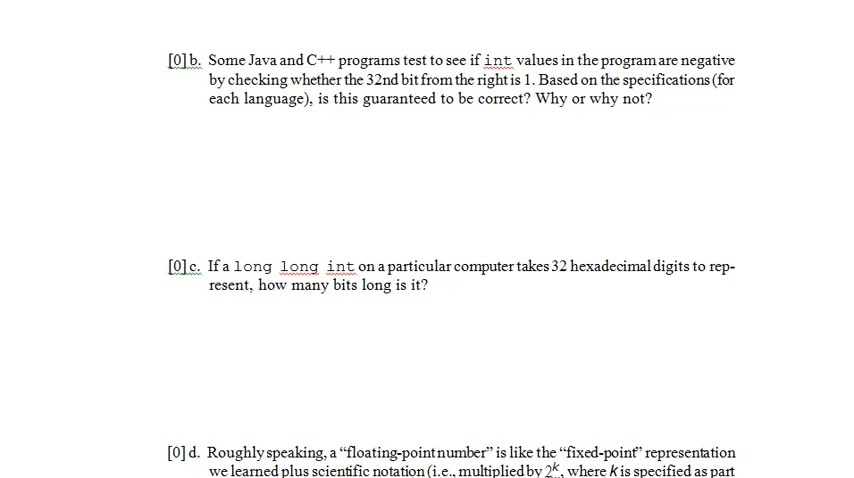 [0] b. Some Java and C++ programs test to see if int values in the program are negative
by checking whether the 32nd bit from the right is 1. Based on the specifications (for
each language), is this guaranteed to be correct? Why or why not?
[0] c. If a long long int on a particular computer takes 32 hexadecimal digits to rep-
resent, how many bits long is it?
[0] d. Roughly speaking, a “floating-point number” is like the “fixed-point” representation
we learned plus scientific notation (i.e., multiplied by 2^k, where k is specified as part